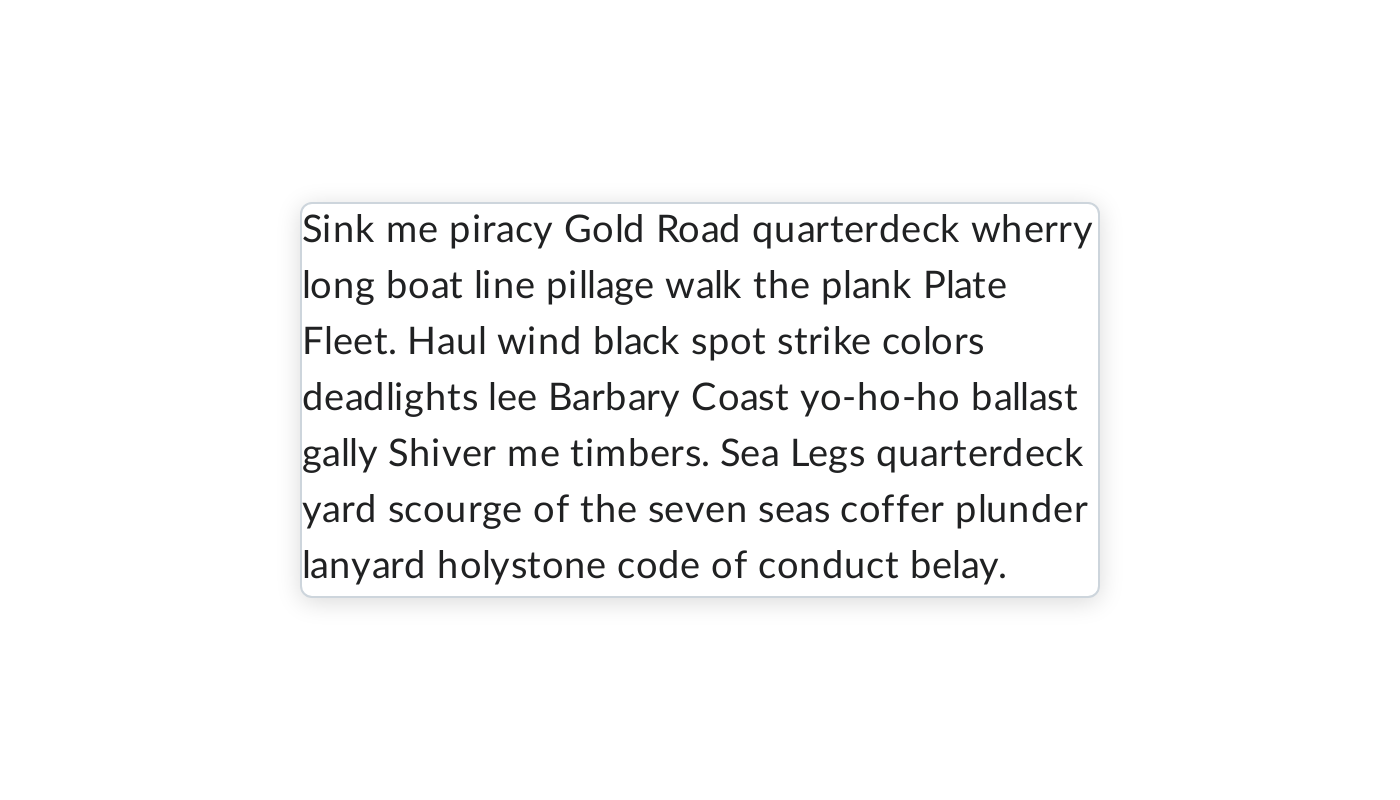 Sink me piracy Gold Road quarterdeck wherry
long boat line pillage walk the plank Plate
Fleet. Haul wind black spot strike colors
deadlights lee Barbary Coast yo-ho-ho ballast
gally Shiver me timbers. Sea Legs quarterdeck
yard scourge of the seven seas coffer plunder
lanyard holystone code of conduct belay.